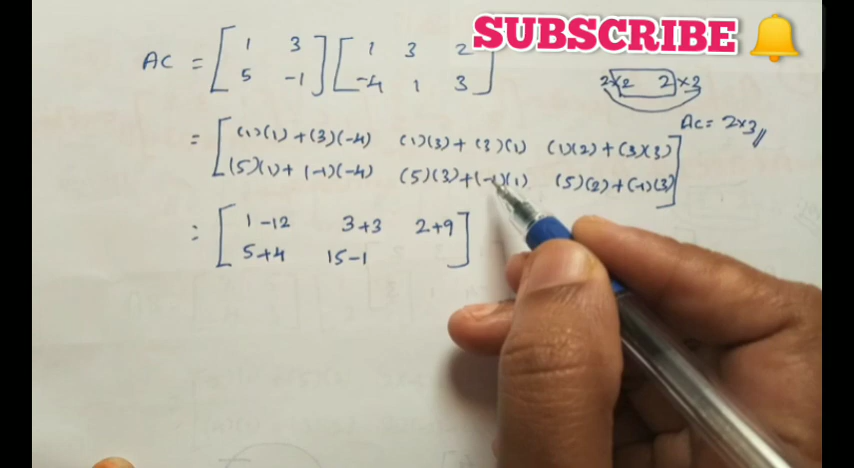 SUBSCRIBE
AC = [ 1 3 ] [ 1 3 2 ]
5 -1 -4 1 3
2×2 2×3
AC = 2×3
= [ (1)(1)+(3)(-4) (1)(3)+(3)(1) (1)(2)+(3)(3) ]
(5)(1)+(-1)(-4) (5)(3)+(-1)(1) (5)(2)+(-1)(3)
= [ 1-12 3+3 2+9 ]
5+4 15-1